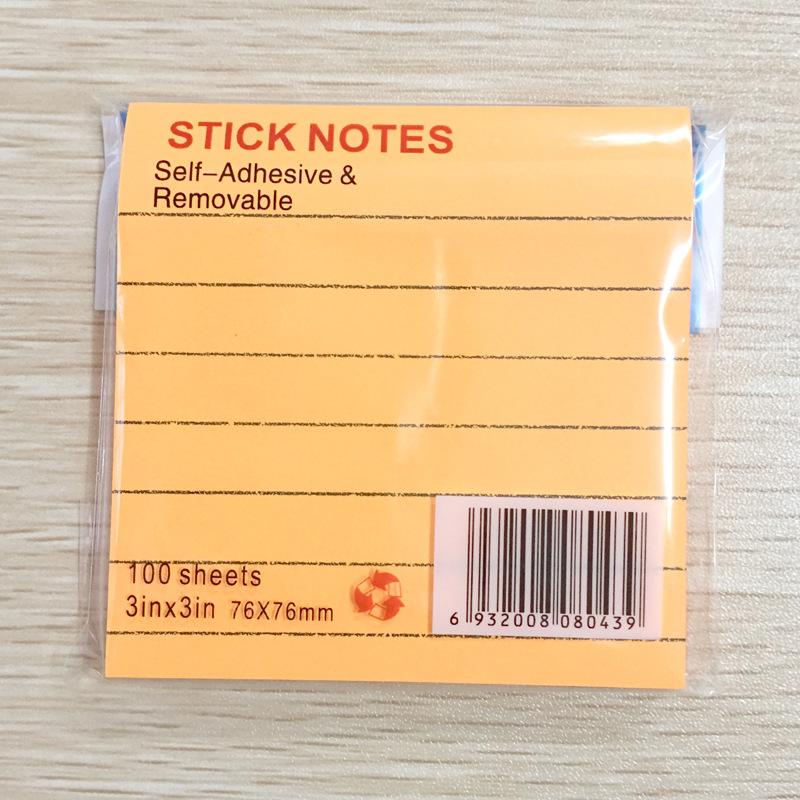 STICK NOTES
Self-Adhesive &
Removable
100 sheets
3inx3in 76X76mm
6 932008 080439